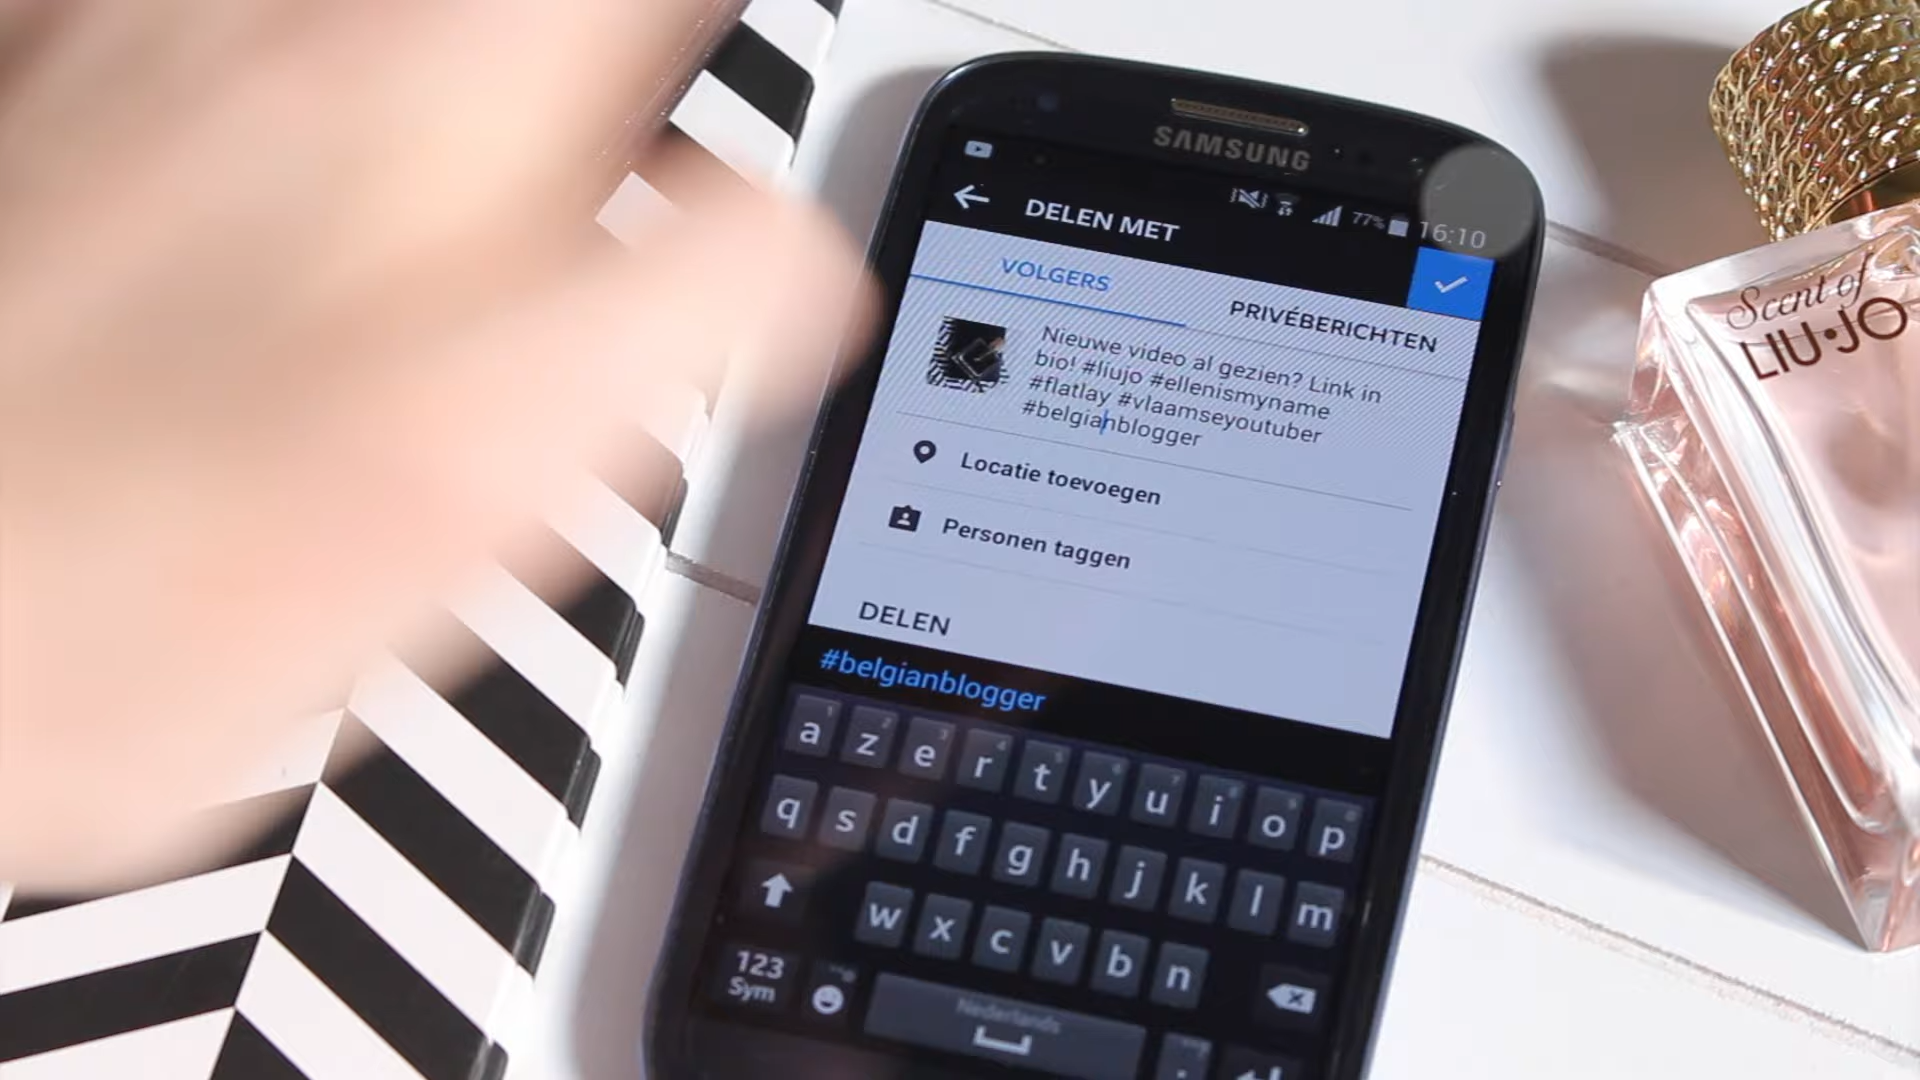 SAMSUNG
77% 16:10
DELEN MET
VOLGERS
PRIVÉBERICHTEN
Nieuwe video al gezien? Link in
bio! #liujo #ellenismyname
#flatlay #vlaamseyoutuber
#belgianblogger
Locatie toevoegen
Personen taggen
DELEN
#belgianblogger
a z e r t y u i o p
q s d f g h j k l m
w x c v b n
123
Sym
Nederlands
Scent of
LIU•JO